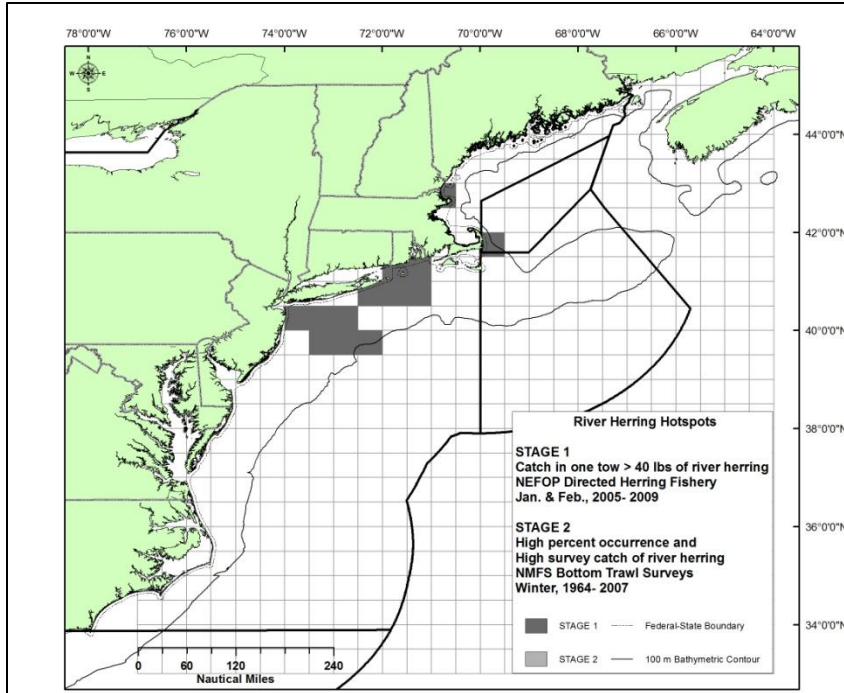 78°0'0"W 76°0'0"W 74°0'0"W 72°0'0"W 70°0'0"W 68°0'0"W 66°0'0"W 64°0'0"W
N
W E
S
44°0'0"N
42°0'0"N
40°0'0"N
38°0'0"N
36°0'0"N
34°0'0"N
River Herring Hotspots
STAGE 1
Catch in one tow > 40 lbs of river herring
NEFOP Directed Herring Fishery
Jan. & Feb., 2005- 2009
STAGE 2
High percent occurrence and
High survey catch of river herring
NMFS Bottom Trawl Surveys
Winter, 1964- 2007
STAGE 1 Federal-State Boundary
STAGE 2 100 m Bathymetric Contour
0 60 120 240
Nautical Miles